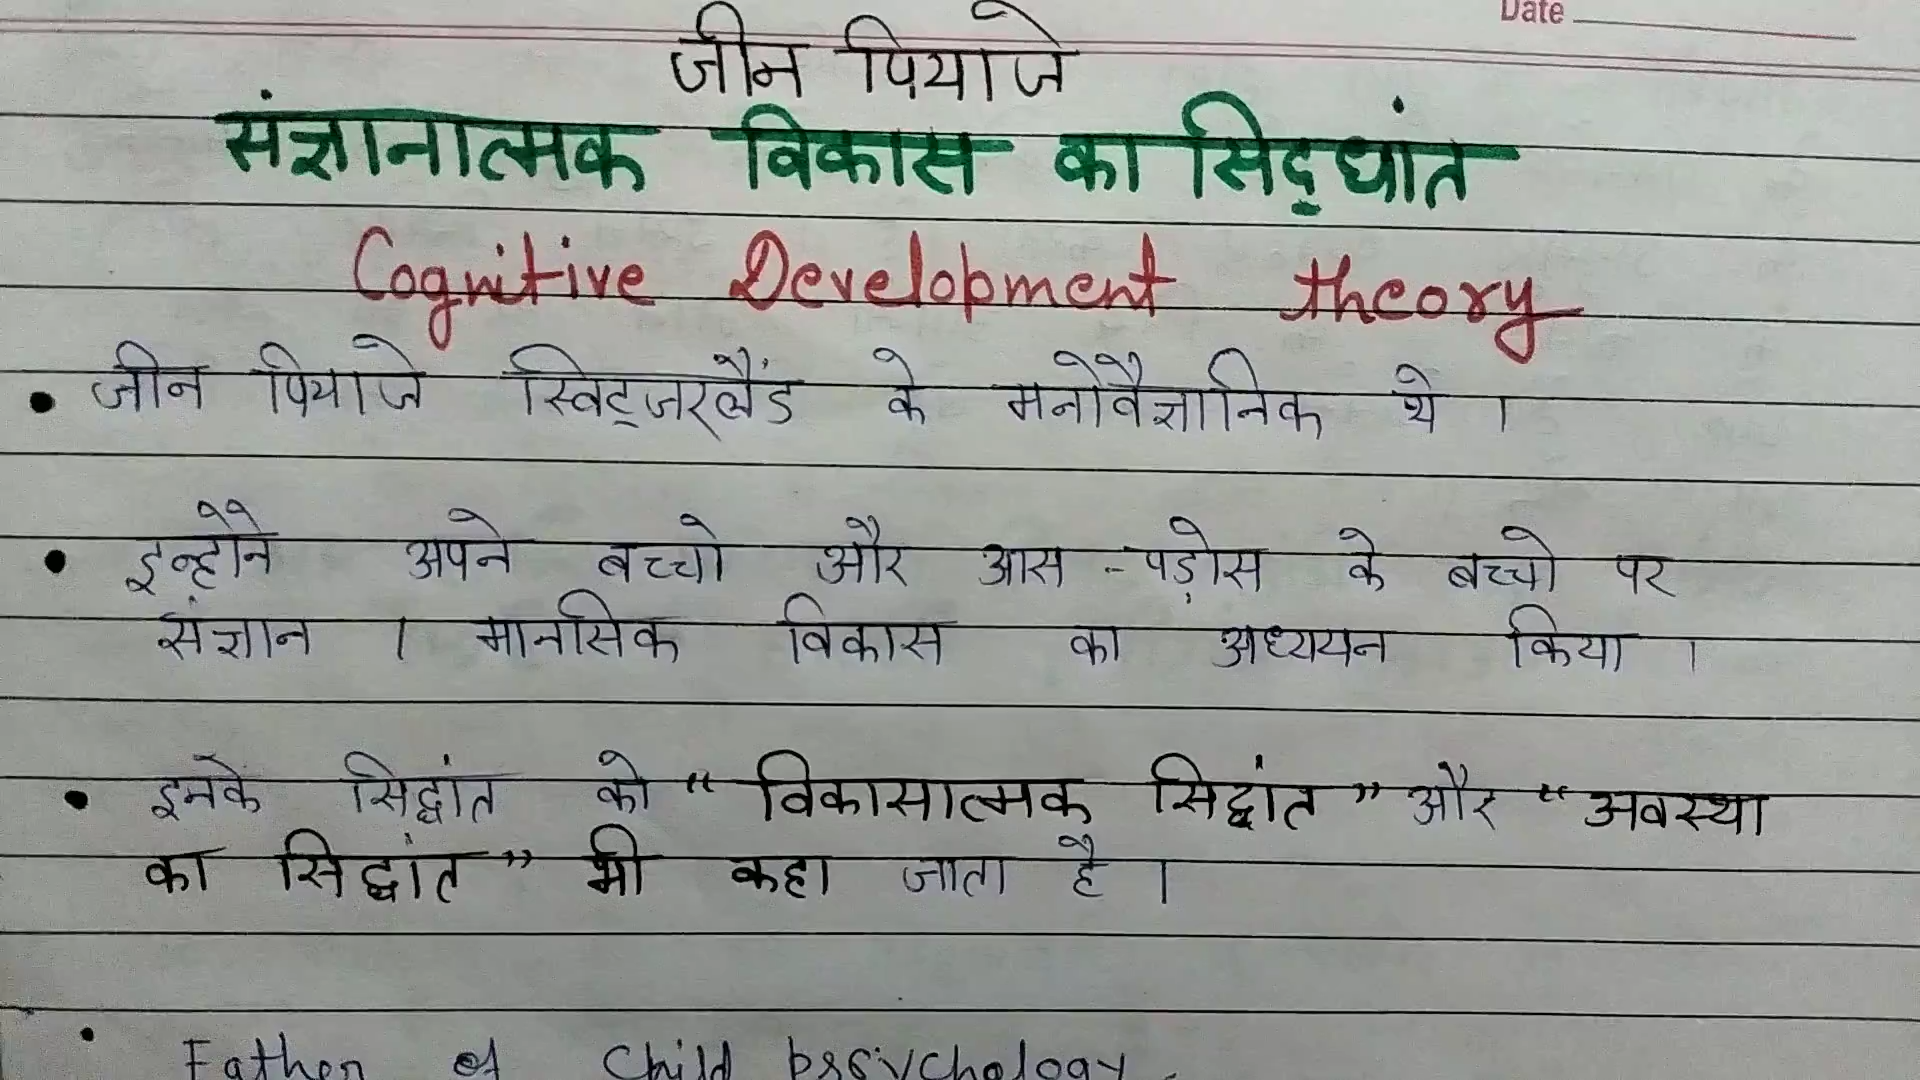 Date
जीन पियाजे
संज्ञानात्मक विकास का सिद्धांत
Cognitive Development theory
• जीन पियाजे स्विट्जरलैंड के मनोवैज्ञानिक थे ।
• इन्होने अपने बच्चो और आस -पड़ोस के बच्चो पर
संज्ञान । मानसिक विकास का अध्ययन किया ।
• इनके सिद्धांत को “ विकासात्मक सिद्धांत ” और “ अवस्था
का सिद्धांत ” भी कहा जाता है ।
• Father of Child